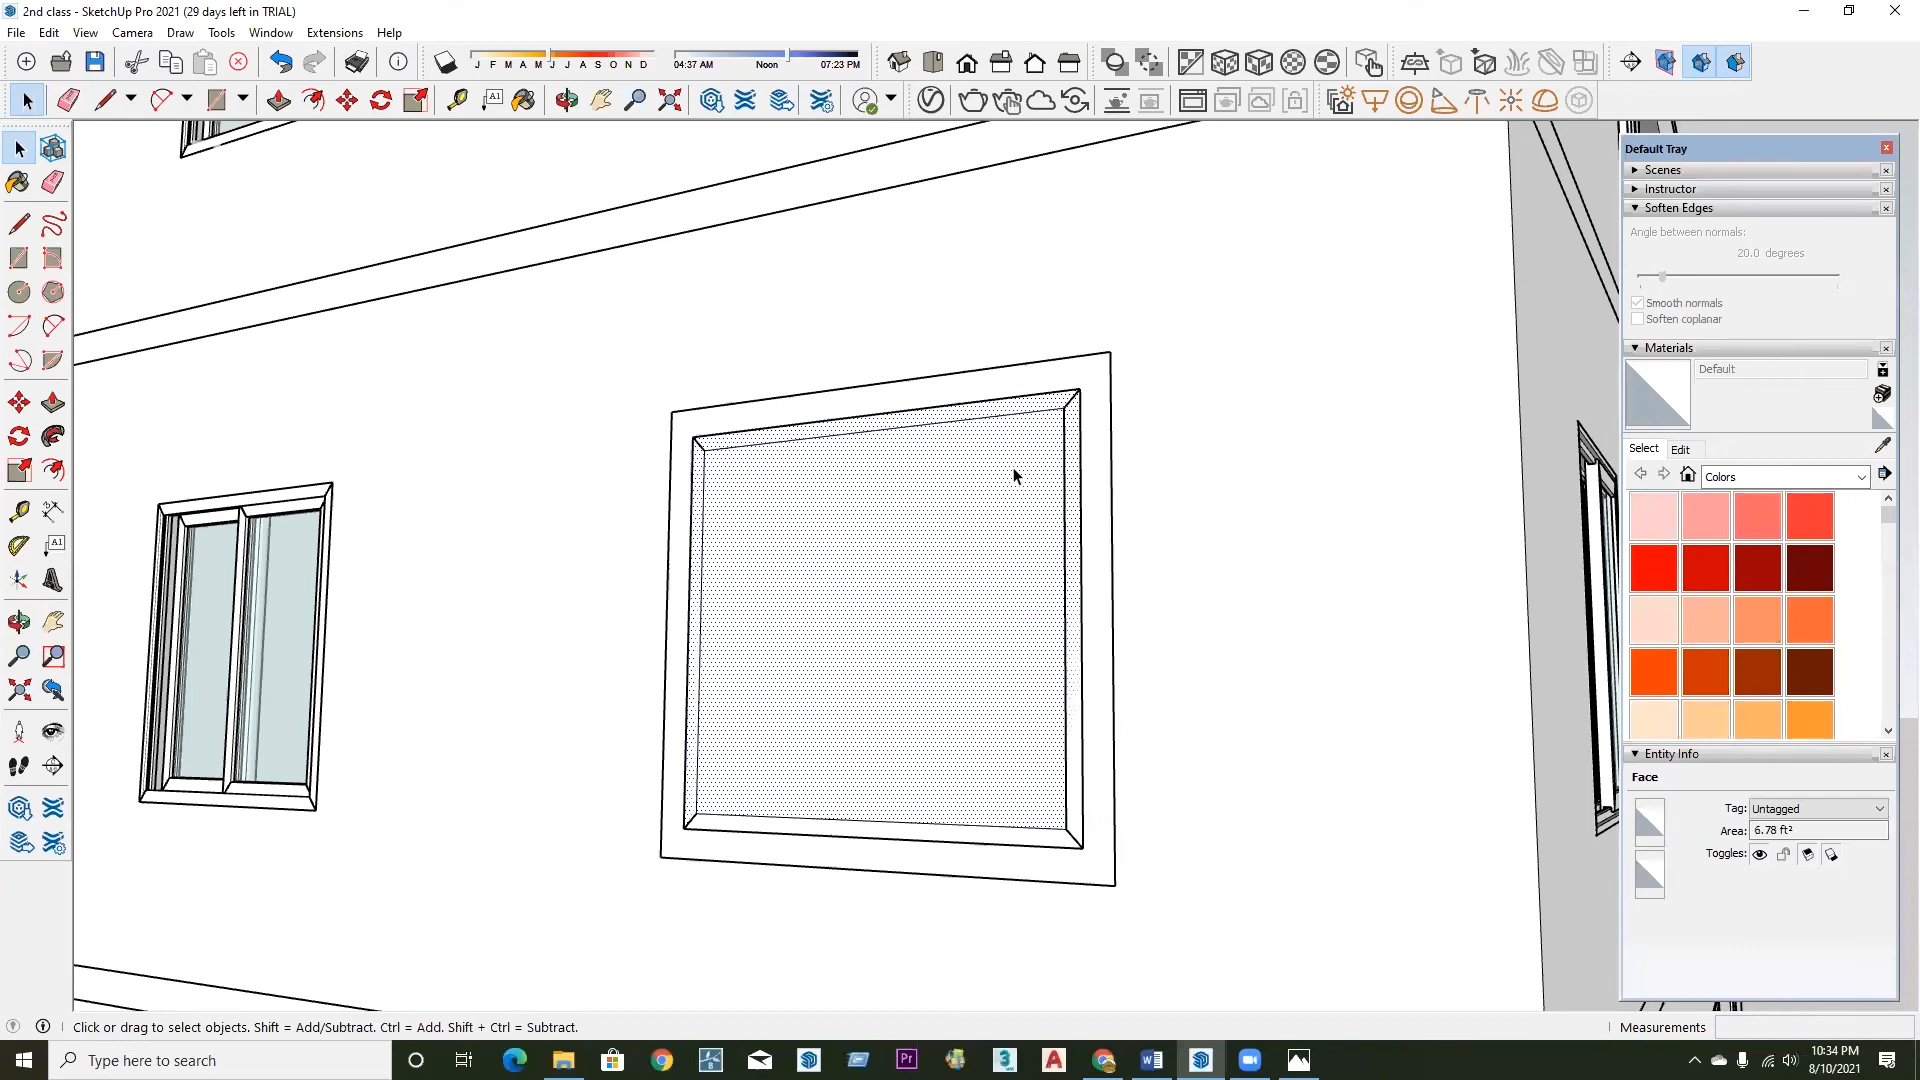 2nd class - SketchUp Pro 2021 (29 days left in TRIAL)
File Edit View Camera Draw Tools Window Extensions Help
J F M A M J J A S O N D
04:37 AM Noon 07:23 PM
A1
Default Tray
Scenes
Instructor
Soften Edges
Angle between normals:
20.0 degrees
Smooth normals
Soften coplanar
Materials
Default
Select Edit
Colors
A1
Entity Info
Face
Tag: Untagged
Area: 6.78 ft²
Toggles:
Click or drag to select objects. Shift = Add/Subtract. Ctrl = Add. Shift + Ctrl = Subtract.
Measurements
Type here to search
Pr
3
A
W
10:34 PM
8/10/2021